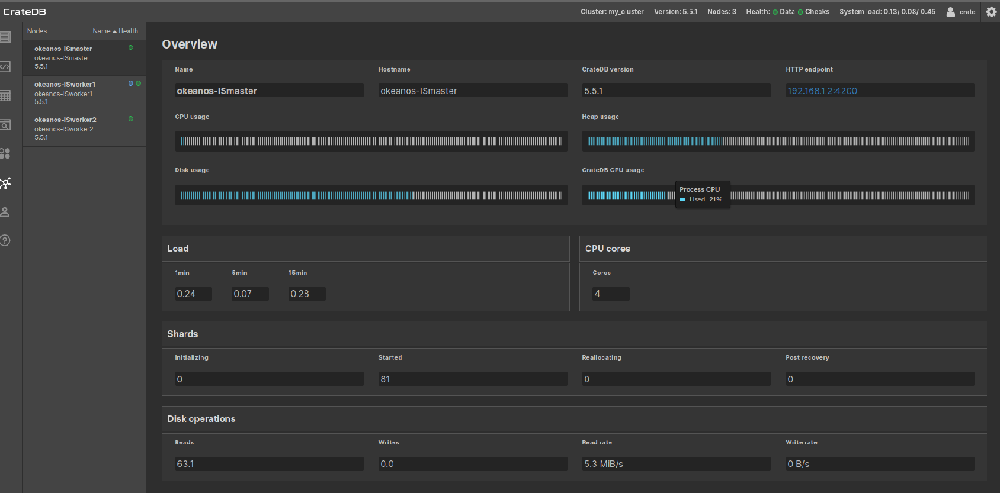 CrateDB
Cluster: my_cluster Version: 5.5.1 Nodes: 3 Health: Data Checks System load: 0.13/ 0.08/ 0.45 crate
Nodes Name Health
okeanos-ISmaster
okeanos-ISmaster
5.5.1
okeanos-ISworker1
okeanos-ISworker1
5.5.1
okeanos-ISworker2
okeanos-ISworker2
5.5.1
Overview
Name Hostname CrateDB version HTTP endpoint
okeanos-ISmaster okeanos-ISmaster 5.5.1 192.168.1.2:4200
CPU usage Heap usage
Disk usage CrateDB CPU usage
Process CPU
Used 21%
Load CPU cores
1min 5min 15min Cores
0.24 0.07 0.28 4
Shards
Initializing Started Reallocating Post recovery
0 81 0 0
Disk operations
Reads Writes Read rate Write rate
63.1 0.0 5.3 MiB/s 0 B/s